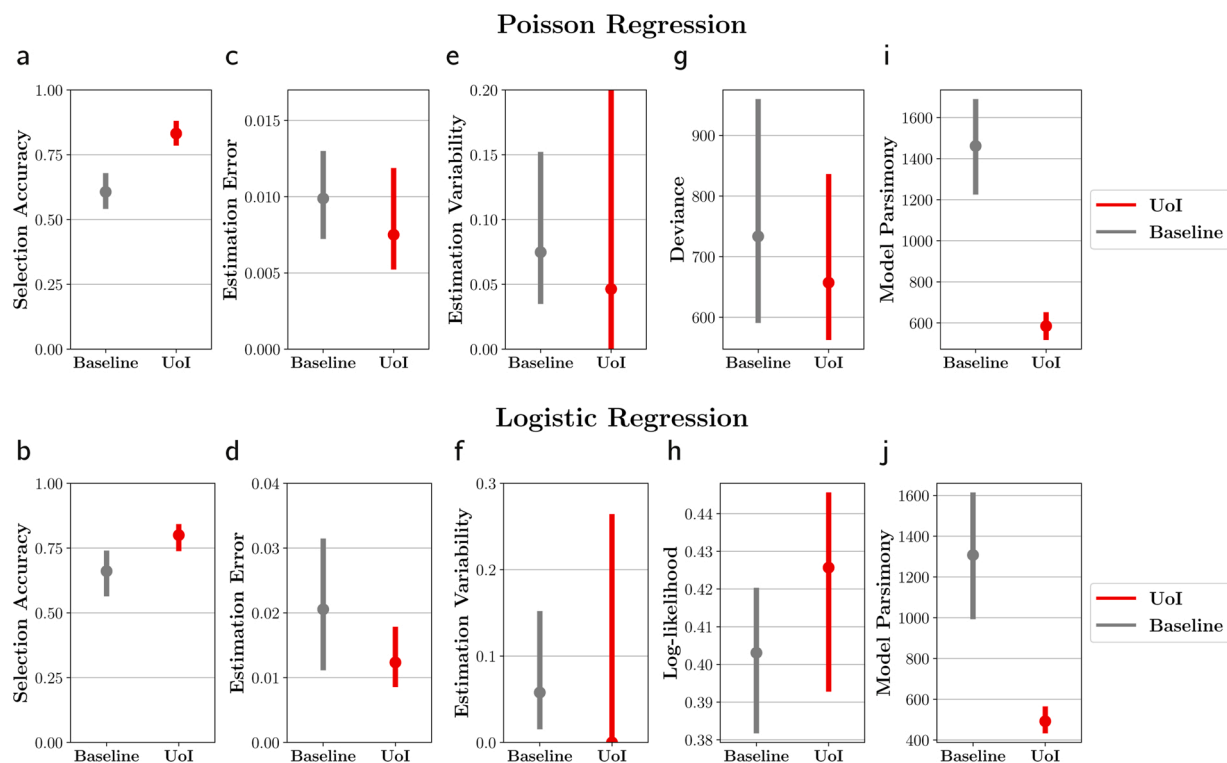 Poisson Regression
a
Selection Accuracy
1.00
0.75
0.50
0.25
0.00
Baseline UoI
c
Estimation Error
0.015
0.010
0.005
0.000
Baseline UoI
e
Estimation Variability
0.20
0.15
0.10
0.05
0.00
Baseline UoI
g
Deviance
900
800
700
600
Baseline UoI
i
Model Parsimony
1600
1400
1200
1000
800
600
Baseline UoI
UoI
Baseline
Logistic Regression
b
Selection Accuracy
1.00
0.75
0.50
0.25
0.00
Baseline UoI
d
Estimation Error
0.04
0.03
0.02
0.01
0.00
Baseline UoI
f
Estimation Variability
0.3
0.2
0.1
0.0
Baseline UoI
h
Log-likelihood
0.44
0.43
0.42
0.41
0.40
0.39
0.38
Baseline UoI
j
Model Parsimony
1600
1400
1200
1000
800
600
400
Baseline UoI
UoI
Baseline